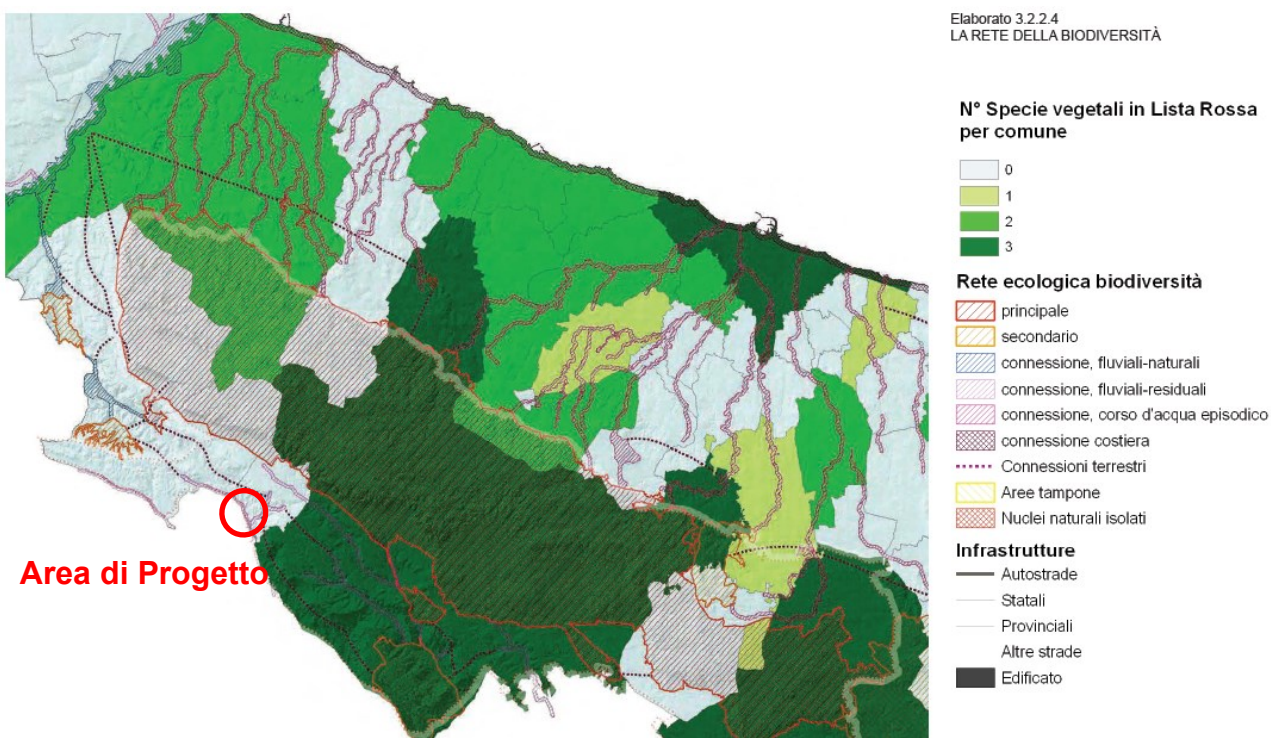 Elaborato 3.2.2.4
LA RETE DELLA BIODIVERSITÀ
N° Specie vegetali in Lista Rossa
per comune
0
1
2
3
Rete ecologica biodiversità
principale
secondario
connessione, fluviali-naturali
connessione, fluviali-residuali
connessione, corso d'acqua episodico
connessione costiera
Connessioni terrestri
Aree tampone
Nuclei naturali isolati
Infrastrutture
Autostrade
Statali
Provinciali
Altre strade
Edificato
Area di Progetto